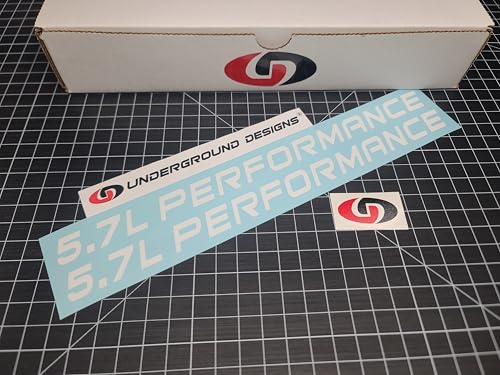 UNDERGROUND DESIGNS
5.7L PERFORMANCE
5.7L PERFORMANCE